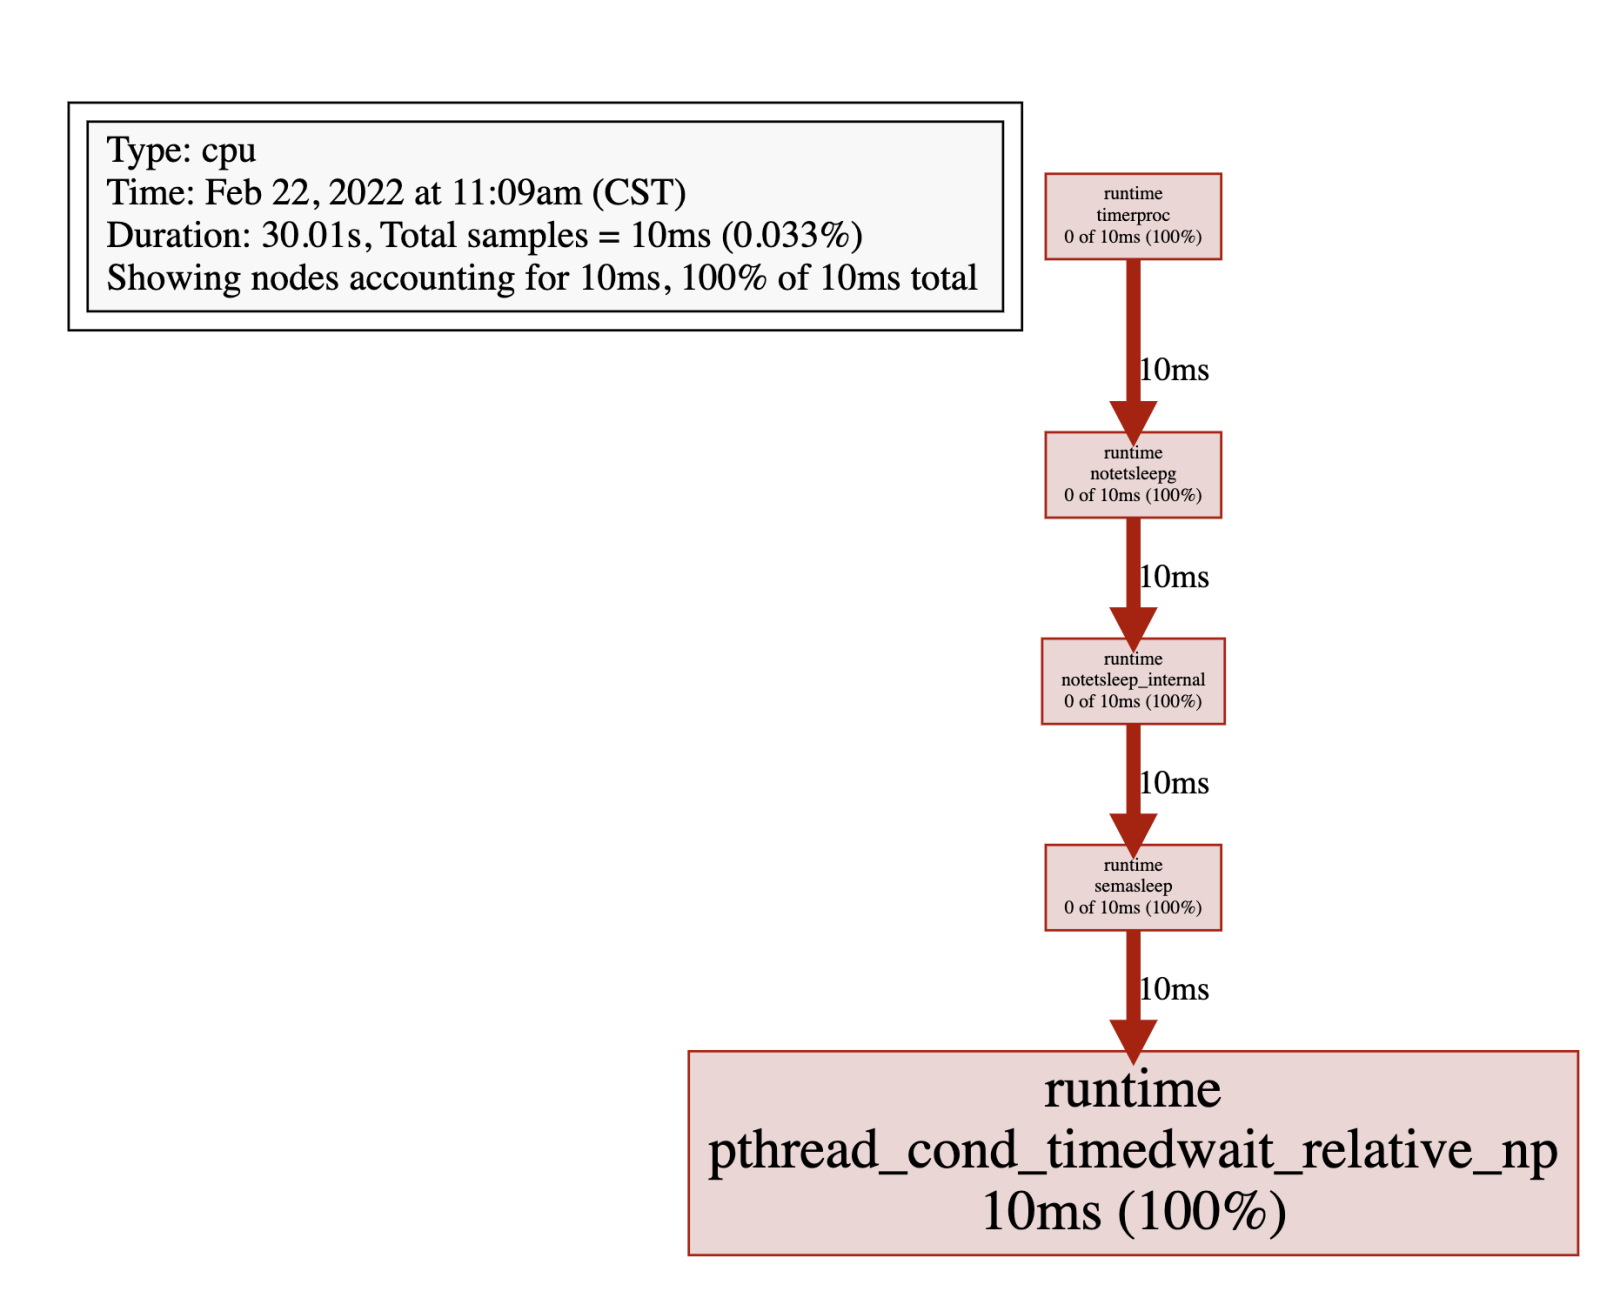 Type: cpu
Time: Feb 22, 2022 at 11:09am (CST)
Duration: 30.01s, Total samples = 10ms (0.033%)
Showing nodes accounting for 10ms, 100% of 10ms total
runtime
timerproc
0 of 10ms (100%)
10ms
runtime
notetsleepg
0 of 10ms (100%)
10ms
runtime
notetsleep_internal
0 of 10ms (100%)
10ms
runtime
semasleep
0 of 10ms (100%)
10ms
runtime
pthread_cond_timedwait_relative_np
10ms (100%)